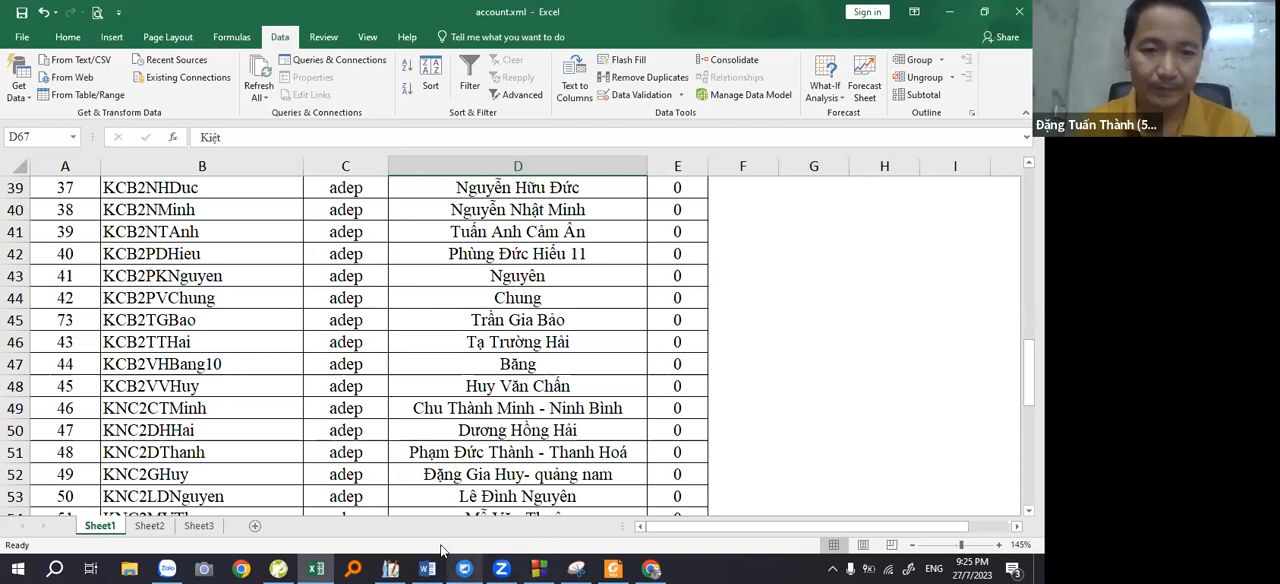 account.xml - Excel
Sign in
File Home Insert Page Layout Formulas Data Review View Help Tell me what you want to do Share
Get Data
From Text/CSV
From Web
From Table/Range
Recent Sources
Existing Connections
Get & Transform Data
Refresh All
Queries & Connections
Properties
Edit Links
Queries & Connections
Sort
Filter
Clear
Reapply
Advanced
Sort & Filter
Text to Columns
Flash Fill
Remove Duplicates
Data Validation
Consolidate
Relationships
Manage Data Model
Data Tools
What-If Analysis
Forecast Sheet
Forecast
Group
Ungroup
Subtotal
Outline
Đặng Tuấn Thành (5...
D67 fx Kiệt
A B C D E F G H I
39 37 KCB2NHDuc adep Nguyễn Hữu Đức 0
40 38 KCB2NMinh adep Nguyễn Nhật Minh 0
41 39 KCB2NTAnh adep Tuấn Anh Cảm Ân 0
42 40 KCB2PDHieu adep Phùng Đức Hiếu 11 0
43 41 KCB2PKNguyen adep Nguyên 0
44 42 KCB2PVChung adep Chung 0
45 73 KCB2TGBao adep Trần Gia Bảo 0
46 43 KCB2TTHai adep Tạ Trường Hải 0
47 44 KCB2VHBang10 adep Băng 0
48 45 KCB2VVHuy adep Huy Văn Chấn 0
49 46 KNC2CTMinh adep Chu Thành Minh - Ninh Bình 0
50 47 KNC2DHHai adep Dương Hồng Hải 0
51 48 KNC2DThanh adep Phạm Đức Thành - Thanh Hoá 0
52 49 KNC2GHuy adep Đặng Gia Huy- quảng nam 0
53 50 KNC2LDNguyen adep Lê Đình Nguyên 0
Sheet1 Sheet2 Sheet3
Ready 145%
Zalo
ENG 9:25 PM
27/7/2023
3